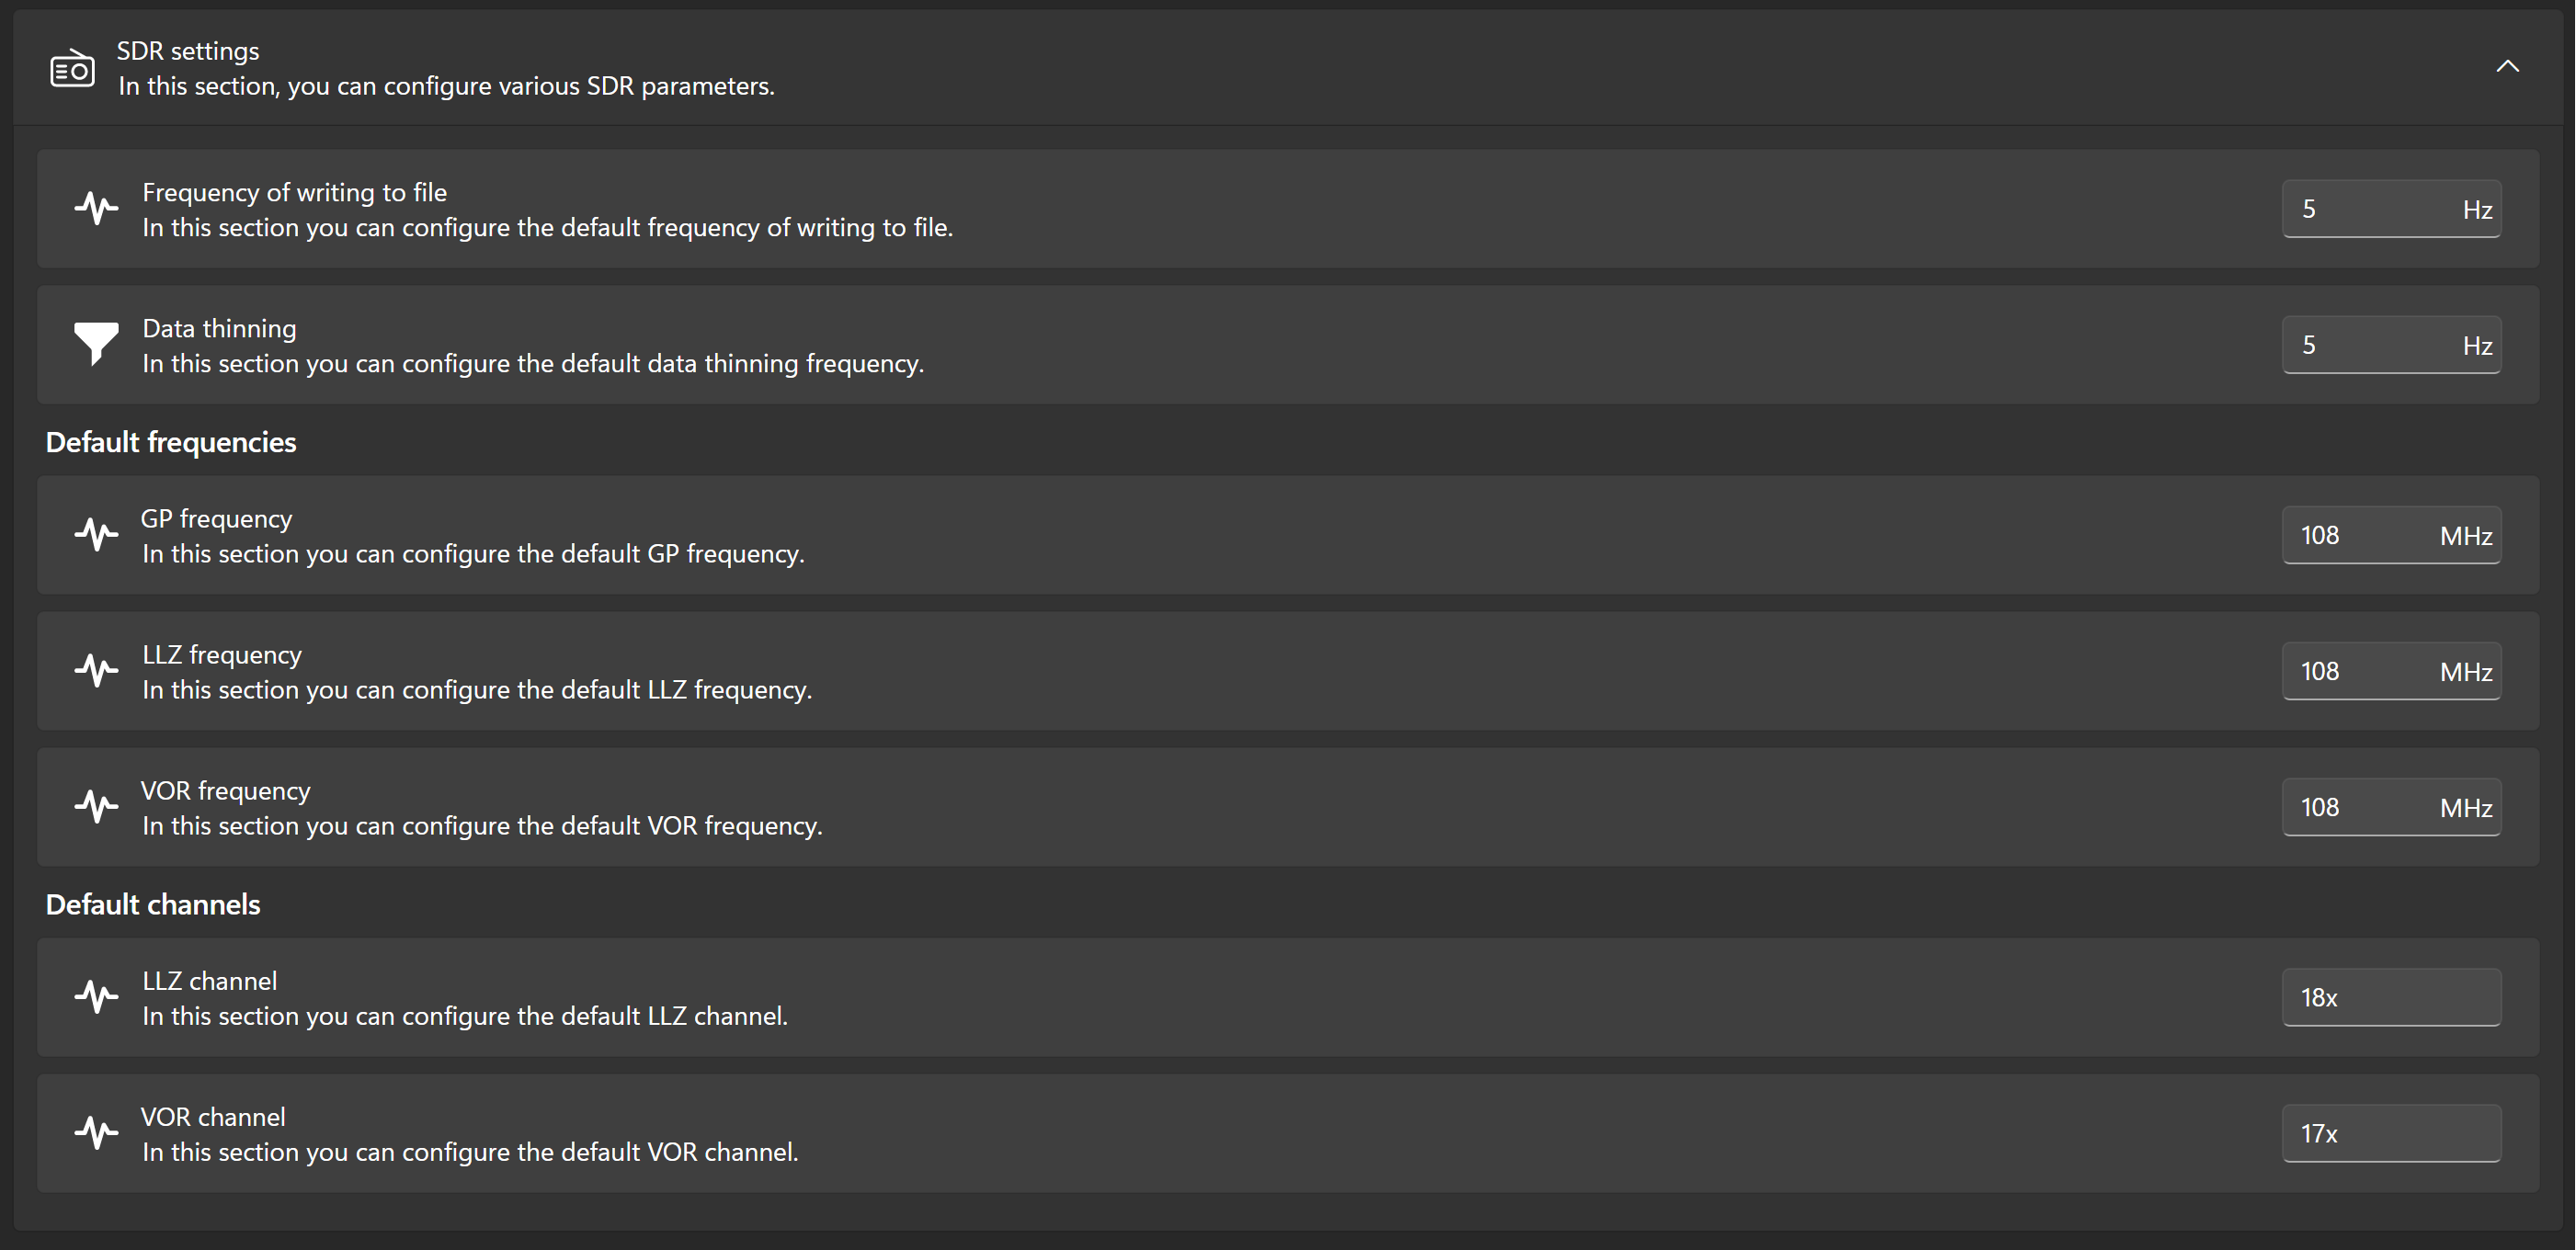 SDR settings
In this section, you can configure various SDR parameters.
Frequency of writing to file
In this section you can configure the default frequency of writing to file.
5 Hz
Data thinning
In this section you can configure the default data thinning frequency.
5 Hz
Default frequencies
GP frequency
In this section you can configure the default GP frequency.
108 MHz
LLZ frequency
In this section you can configure the default LLZ frequency.
108 MHz
VOR frequency
In this section you can configure the default VOR frequency.
108 MHz
Default channels
LLZ channel
In this section you can configure the default LLZ channel.
18x
VOR channel
In this section you can configure the default VOR channel.
17x